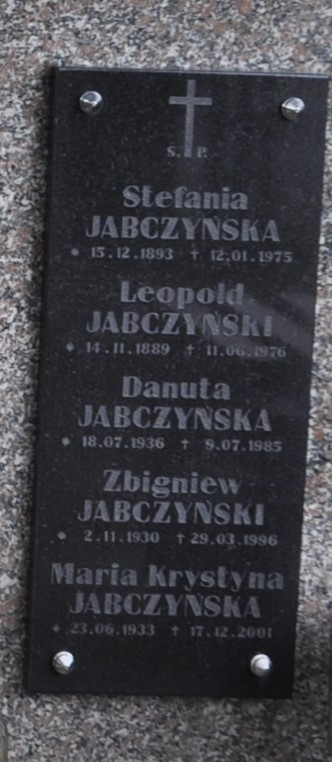 Ś. P.
Stefania
JABCZYŃSKA
* 15.12.1893 † 12.01.1975
Leopold
JABCZYŃSKI
* 14.11.1889 † 11.06.1976
Danuta
JABCZYŃSKA
* 18.07.1936 † 9.07.1985
Zbigniew
JABCZYŃSKI
* 2.11.1930 † 29.03.1996
Maria Krystyna
JABCZYŃSKA
* 23.06.1933 † 17.12.2001